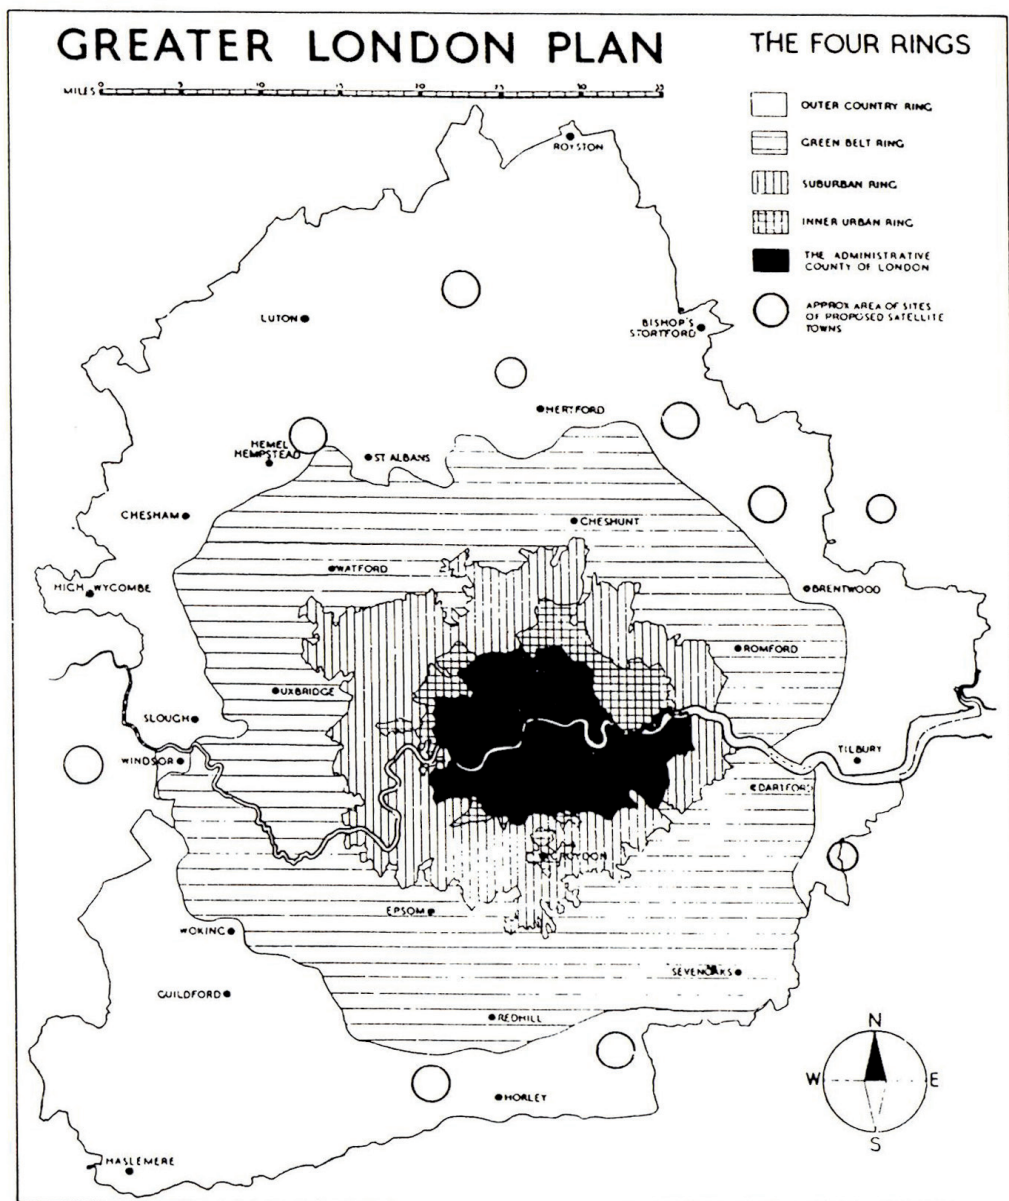 GREATER LONDON PLAN
MILES 0 5 10 15 20 25 30 35
THE FOUR RINGS
OUTER COUNTRY RING
GREEN BELT RING
SUBURBAN RING
INNER URBAN RING
THE ADMINISTRATIVE
COUNTY OF LONDON
APPROX AREA OF SITES
OF PROPOSED SATELLITE
TOWNS
ROYSTON
LUTON
BISHOP'S
STORTFORD
HERTFORD
HEMEL
HEMPSTEAD
ST ALBANS
CHESHAM
CHESHUNT
WATFORD
HIGH WYCOMBE
BRENTWOOD
ROMFORD
UXBRIDGE
SLOUGH
WINDSOR
TILBURY
DARTFORD
CROYDON
EPSOM
WOKING
SEVENOAKS
GUILDFORD
REDHILL
N
W E
S
HORLEY
HASLEMERE